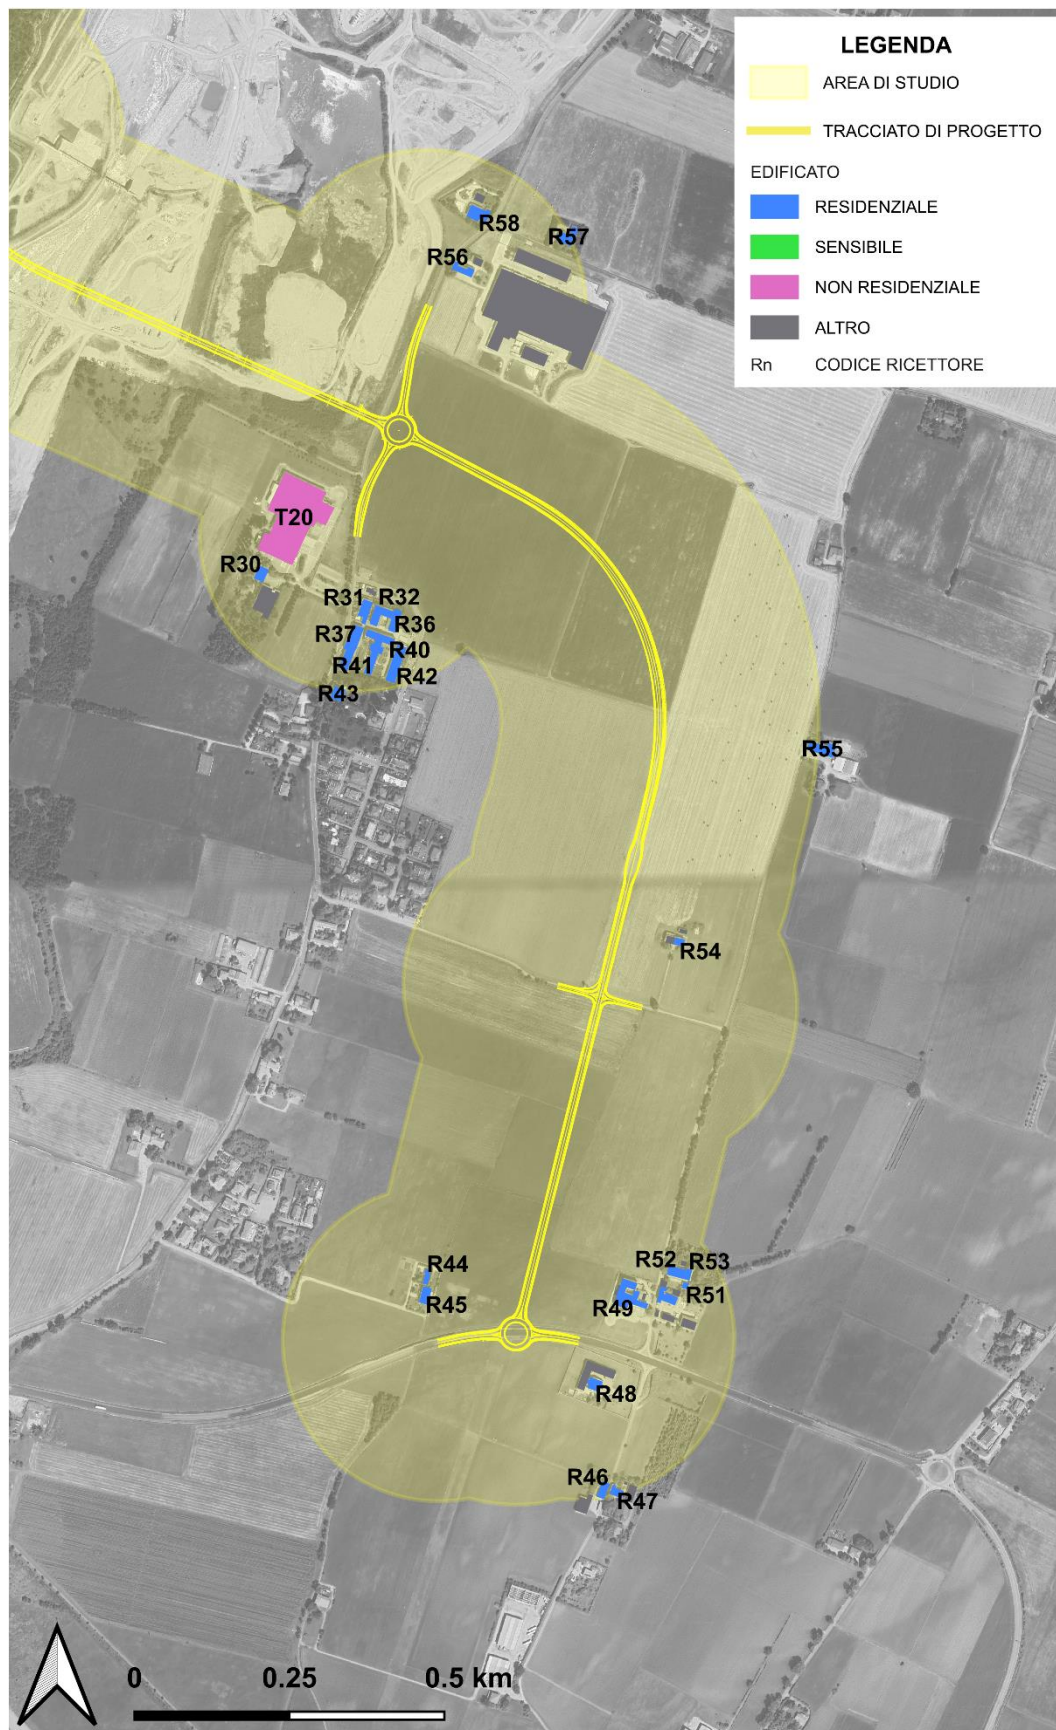 LEGENDA
AREA DI STUDIO
TRACCIATO DI PROGETTO
EDIFICATO
RESIDENZIALE
SENSIBILE
NON RESIDENZIALE
ALTRO
Rn CODICE RICETTORE
R58
R57
R56
T20
R30
R31 R32
R36
R37
R40
R41
R42
R43
R55
R54
R44
R45
R52 R53
R49 R51
R48
R46
R47
0 0.25 0.5 km